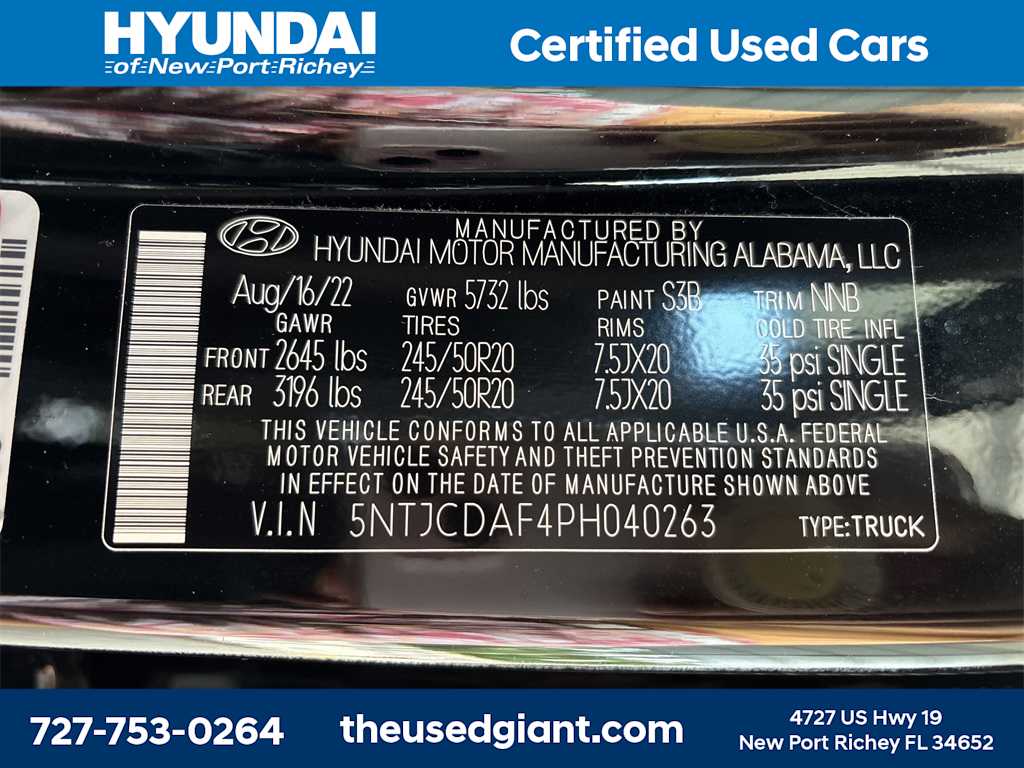 HYUNDAI
of New Port Richey
Certified Used Cars
MANUFACTURED BY
HYUNDAI MOTOR MANUFACTURING ALABAMA, LLC
Aug/16/22 GVWR 5732 lbs PAINT S3B TRIM NNB
GAWR TIRES RIMS COLD TIRE INFL
FRONT 2645 lbs 245/50R20 7.5JX20 35 psi SINGLE
REAR 3196 lbs 245/50R20 7.5JX20 35 psi SINGLE
THIS VEHICLE CONFORMS TO ALL APPLICABLE U.S.A. FEDERAL
MOTOR VEHICLE SAFETY AND THEFT PREVENTION STANDARDS
IN EFFECT ON THE DATE OF MANUFACTURE SHOWN ABOVE
V.I.N 5NTJCDAF4PH040263 TYPE:TRUCK
727-753-0264
theusedgiant.com
4727 US Hwy 19
New Port Richey FL 34652